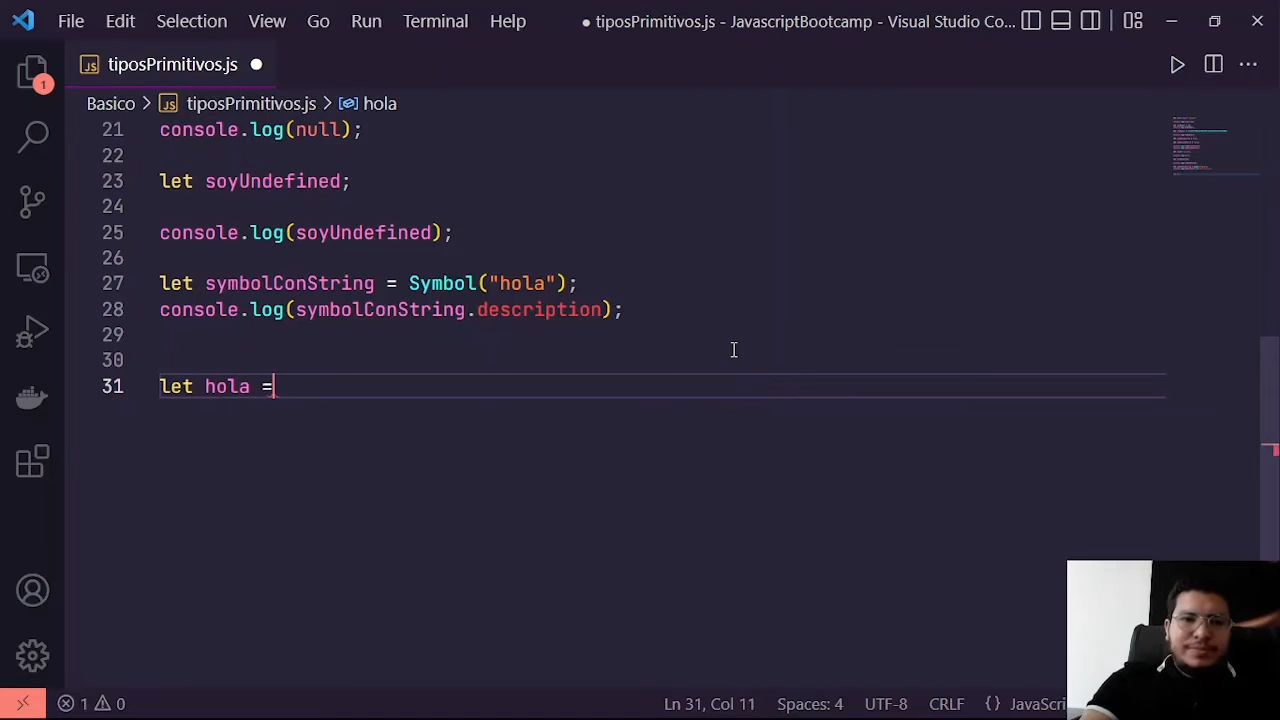 File Edit Selection View Go Run Terminal Help ● tiposPrimitivos.js - JavascriptBootcamp - Visual Studio Co...
JS tiposPrimitivos.js
1
Basico > JS tiposPrimitivos.js > hola
21 console.log(null);
22
23 let soyUndefined;
24
25 console.log(soyUndefined);
26
27 let symbolConString = Symbol("hola");
28 console.log(symbolConString.description);
29
30
31 let hola =
1 0 Ln 31, Col 11 Spaces: 4 UTF-8 CRLF {} JavaScri